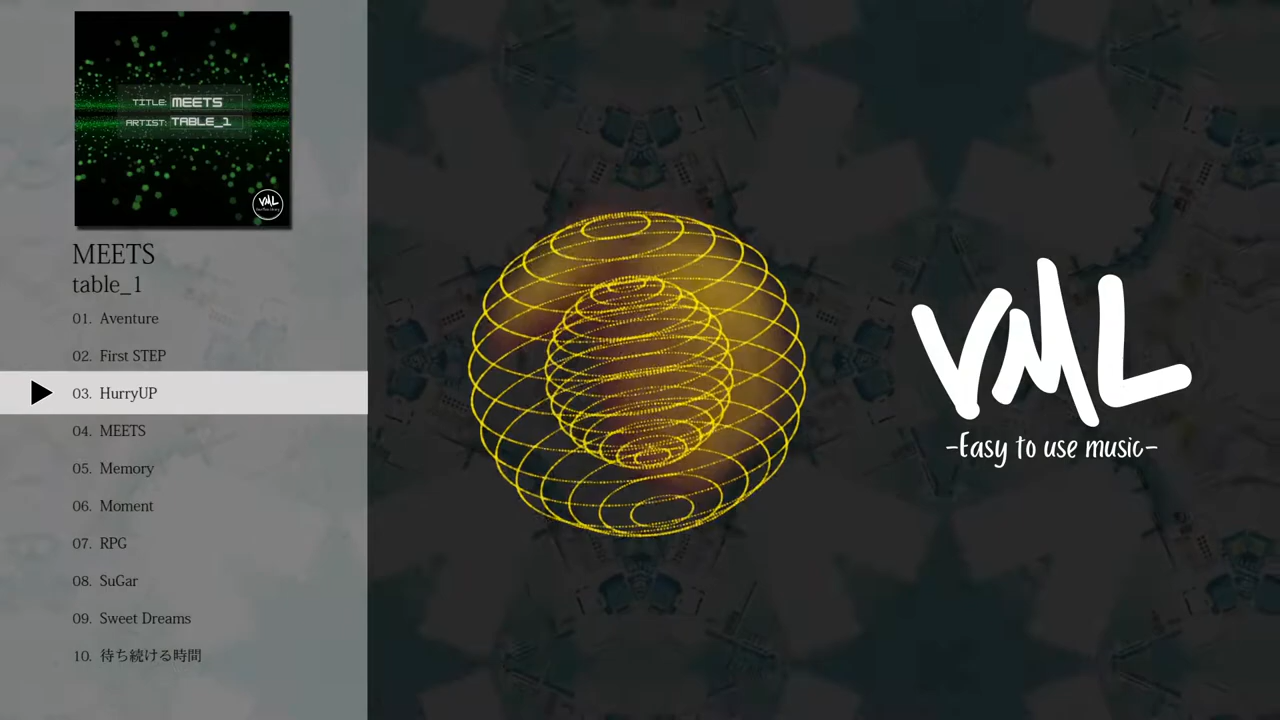 TITLE: MEETS
ARTIST: TABLE_1
VML
MEETS
table_1
01. Aventure
02. First STEP
03. HurryUP
04. MEETS
05. Memory
06. Moment
07. RPG
08. SuGar
09. Sweet Dreams
10. 待ち続ける時間
VML
-Easy to use music-